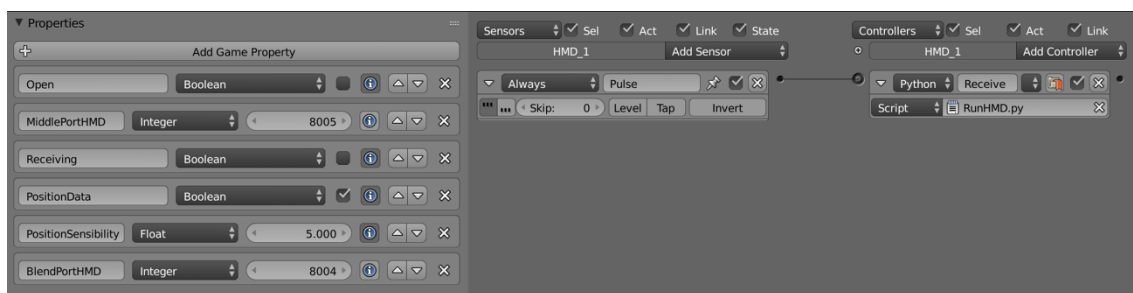 Properties
Add Game Property
Open Boolean
MiddlePortHMD Integer 8005
Receiving Boolean
PositionData Boolean
PositionSensibility Float 5.000
BlendPortHMD Integer 8004
Sensors Sel Act Link State
HMD_1 Add Sensor
Always Pulse
Skip: 0 Level Tap Invert
Controllers Sel Act Link
HMD_1 Add Controller
Python Receive
Script RunHMD.py